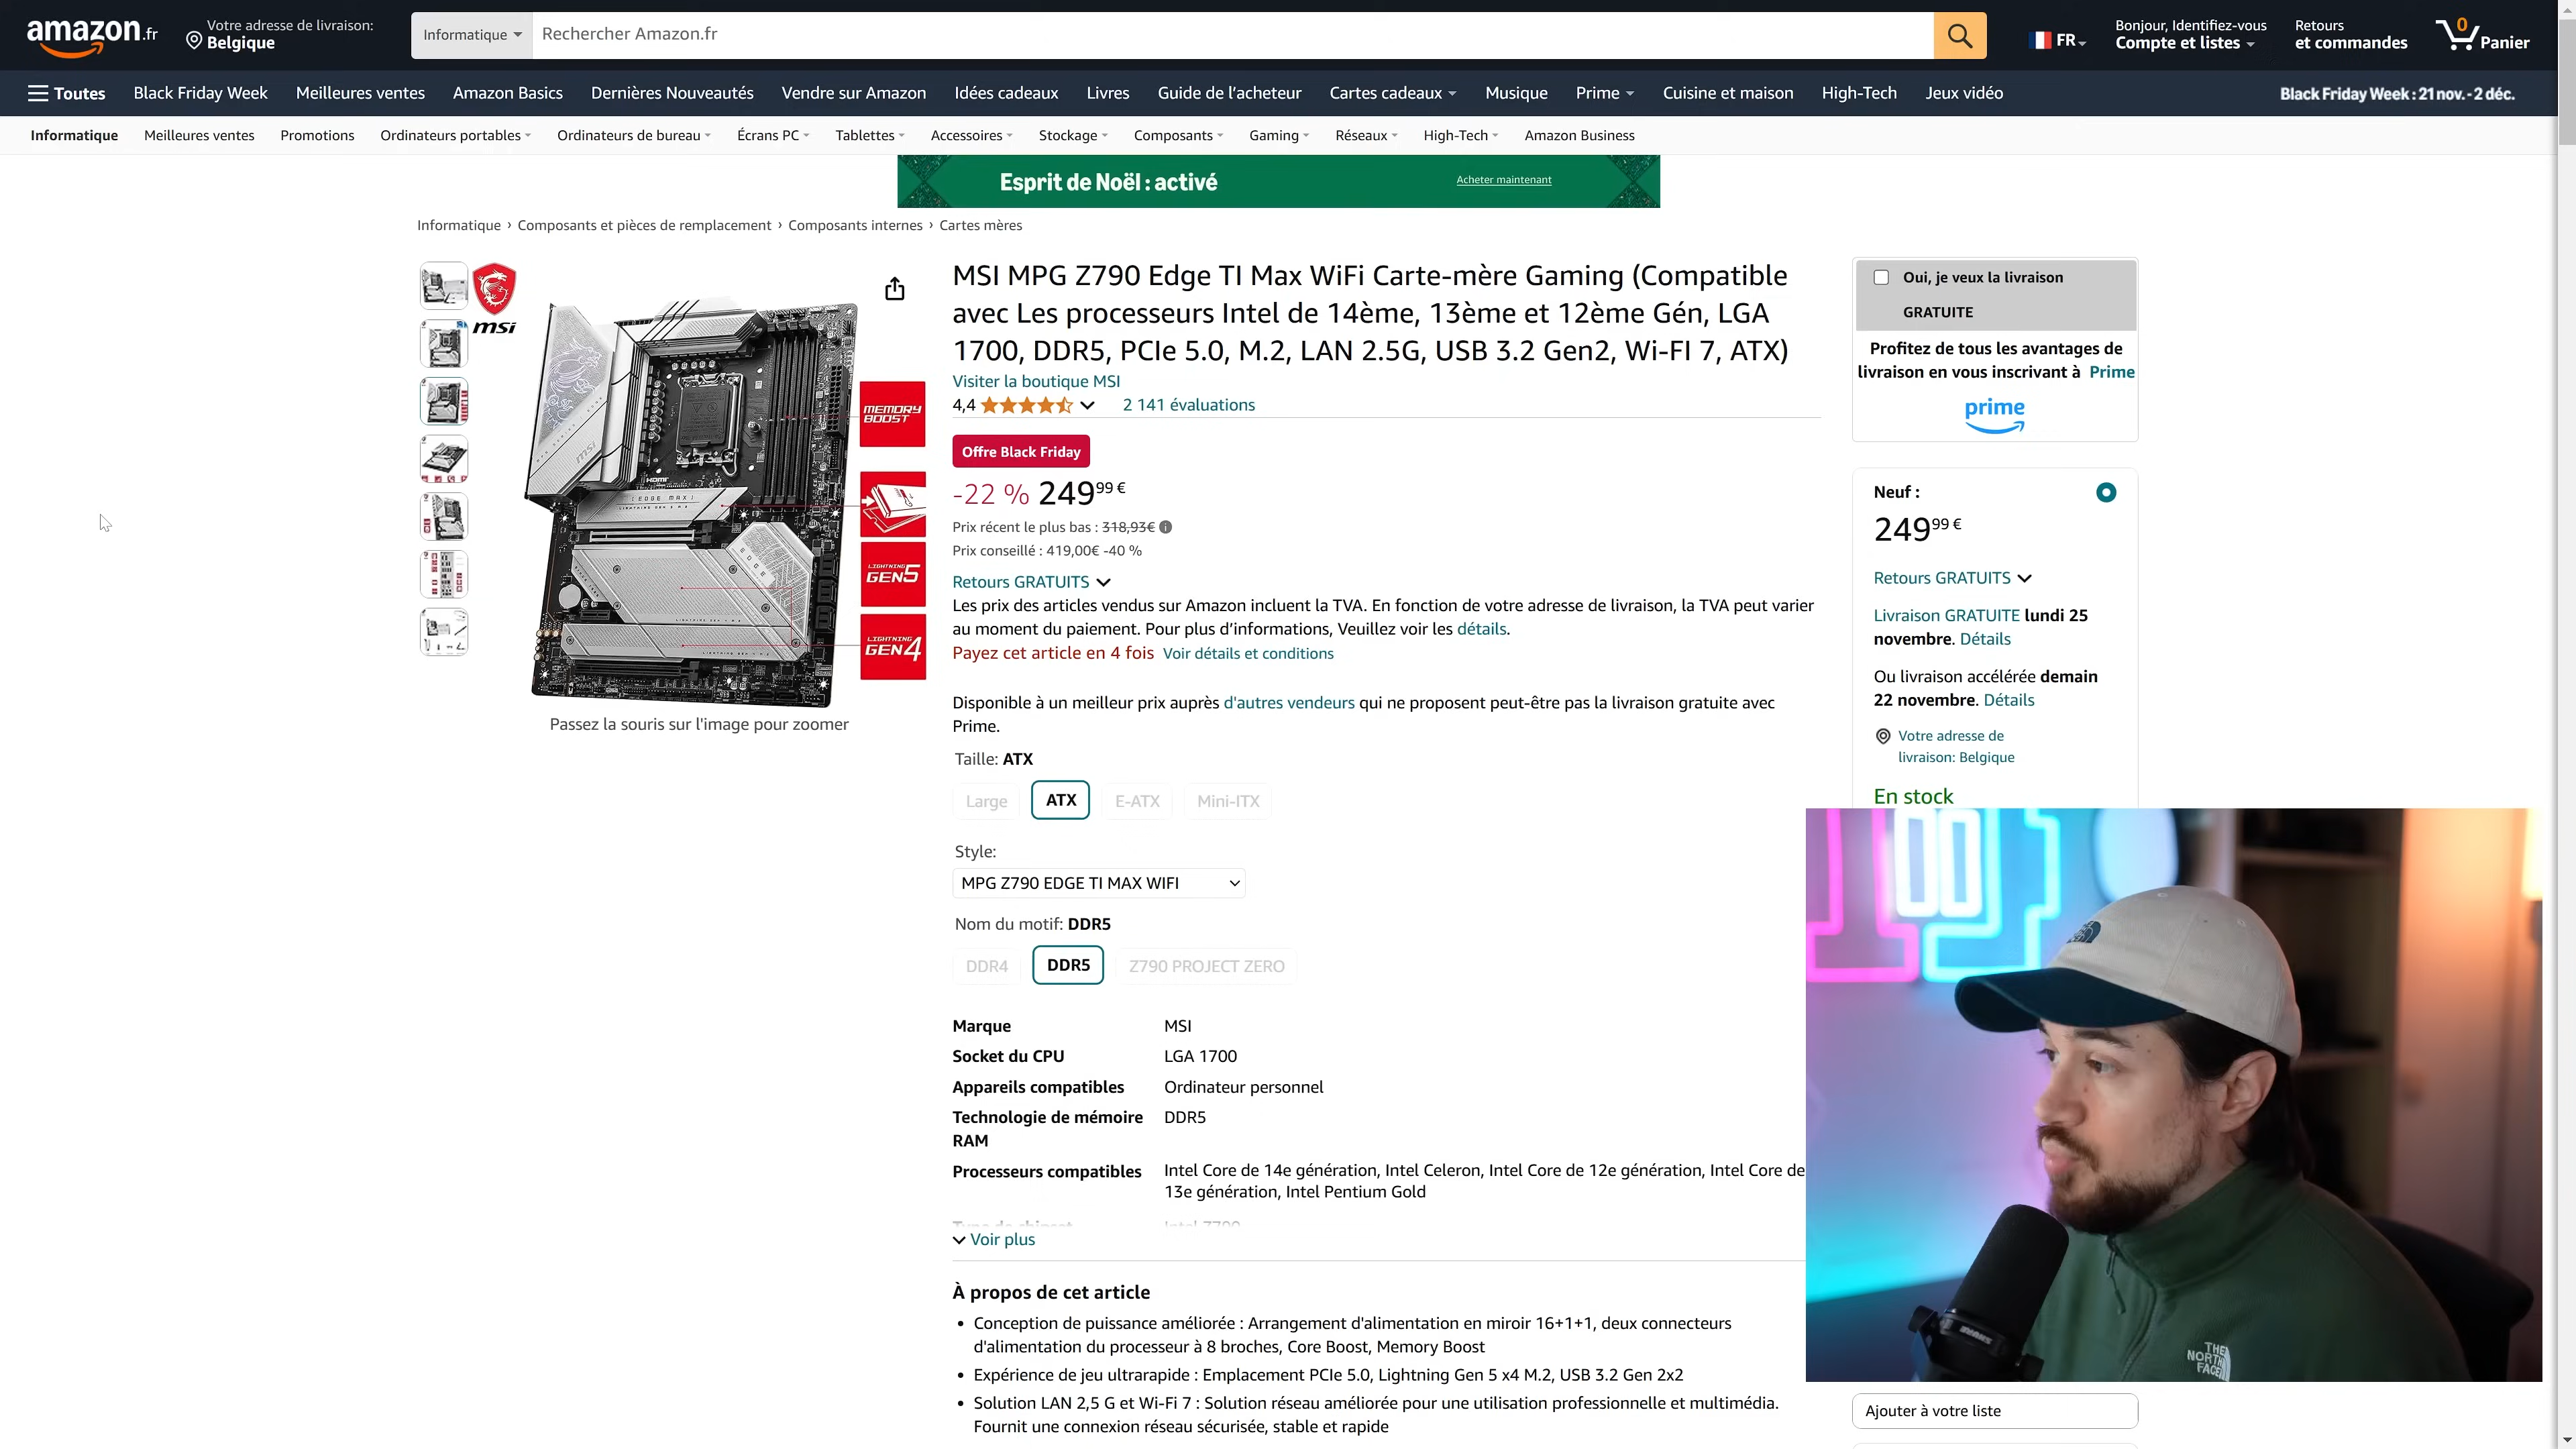 amazon.fr
Votre adresse de livraison:
Belgique
Informatique
Rechercher Amazon.fr
FR
Bonjour, Identifiez-vous
Compte et listes
Retours
et commandes
0
Panier
Toutes
Black Friday Week
Meilleures ventes
Amazon Basics
Dernières Nouveautés
Vendre sur Amazon
Idées cadeaux
Livres
Guide de l’acheteur
Cartes cadeaux
Musique
Prime
Cuisine et maison
High-Tech
Jeux vidéo
Black Friday Week : 21 nov. - 2 déc.
Informatique
Meilleures ventes
Promotions
Ordinateurs portables
Ordinateurs de bureau
Écrans PC
Tablettes
Accessoires
Stockage
Composants
Gaming
Réseaux
High-Tech
Amazon Business
Esprit de Noël : activé
Acheter maintenant
Informatique › Composants et pièces de remplacement › Composants internes › Cartes mères
msi
MEMORY
BOOST
LIGHTNING
GEN5
LIGHTNING
GEN4
Passez la souris sur l'image pour zoomer
MSI MPG Z790 Edge TI Max WiFi Carte-mère Gaming (Compatible
avec Les processeurs Intel de 14ème, 13ème et 12ème Gén, LGA
1700, DDR5, PCIe 5.0, M.2, LAN 2.5G, USB 3.2 Gen2, Wi-FI 7, ATX)
Visiter la boutique MSI
4,4
2 141 évaluations
Offre Black Friday
-22 % 249,99 €
Prix récent le plus bas : 318,93€
Prix conseillé : 419,00€ -40 %
Retours GRATUITS
Les prix des articles vendus sur Amazon incluent la TVA. En fonction de votre adresse de livraison, la TVA peut varier
au moment du paiement. Pour plus d’informations, Veuillez voir les détails.
Payez cet article en 4 fois Voir détails et conditions
Disponible à un meilleur prix auprès d'autres vendeurs qui ne proposent peut-être pas la livraison gratuite avec
Prime.
Taille: ATX
Large
ATX
E-ATX
Mini-ITX
Style:
MPG Z790 EDGE TI MAX WIFI
Nom du motif: DDR5
DDR4
DDR5
Z790 PROJECT ZERO
Marque
MSI
Socket du CPU
LGA 1700
Appareils compatibles
Ordinateur personnel
Technologie de mémoire
RAM
DDR5
Processeurs compatibles
Intel Core de 14e génération, Intel Celeron, Intel Core de 12e génération, Intel Core de
13e génération, Intel Pentium Gold
Type de chipset
Intel Z790
Voir plus
À propos de cet article
• Conception de puissance améliorée : Arrangement d'alimentation en miroir 16+1+1, deux connecteurs
d'alimentation du processeur à 8 broches, Core Boost, Memory Boost
• Expérience de jeu ultrarapide : Emplacement PCIe 5.0, Lightning Gen 5 x4 M.2, USB 3.2 Gen 2x2
• Solution LAN 2,5 G et Wi-Fi 7 : Solution réseau améliorée pour une utilisation professionnelle et multimédia.
Fournit une connexion réseau sécurisée, stable et rapide
Oui, je veux la livraison
GRATUITE
Profitez de tous les avantages de
livraison en vous inscrivant à Prime
prime
Neuf :
249,99 €
Retours GRATUITS
Livraison GRATUITE lundi 25
novembre. Détails
Ou livraison accélérée demain
22 novembre. Détails
Votre adresse de
livraison: Belgique
En stock
THE
NORTH
FACE
Ajouter à votre liste